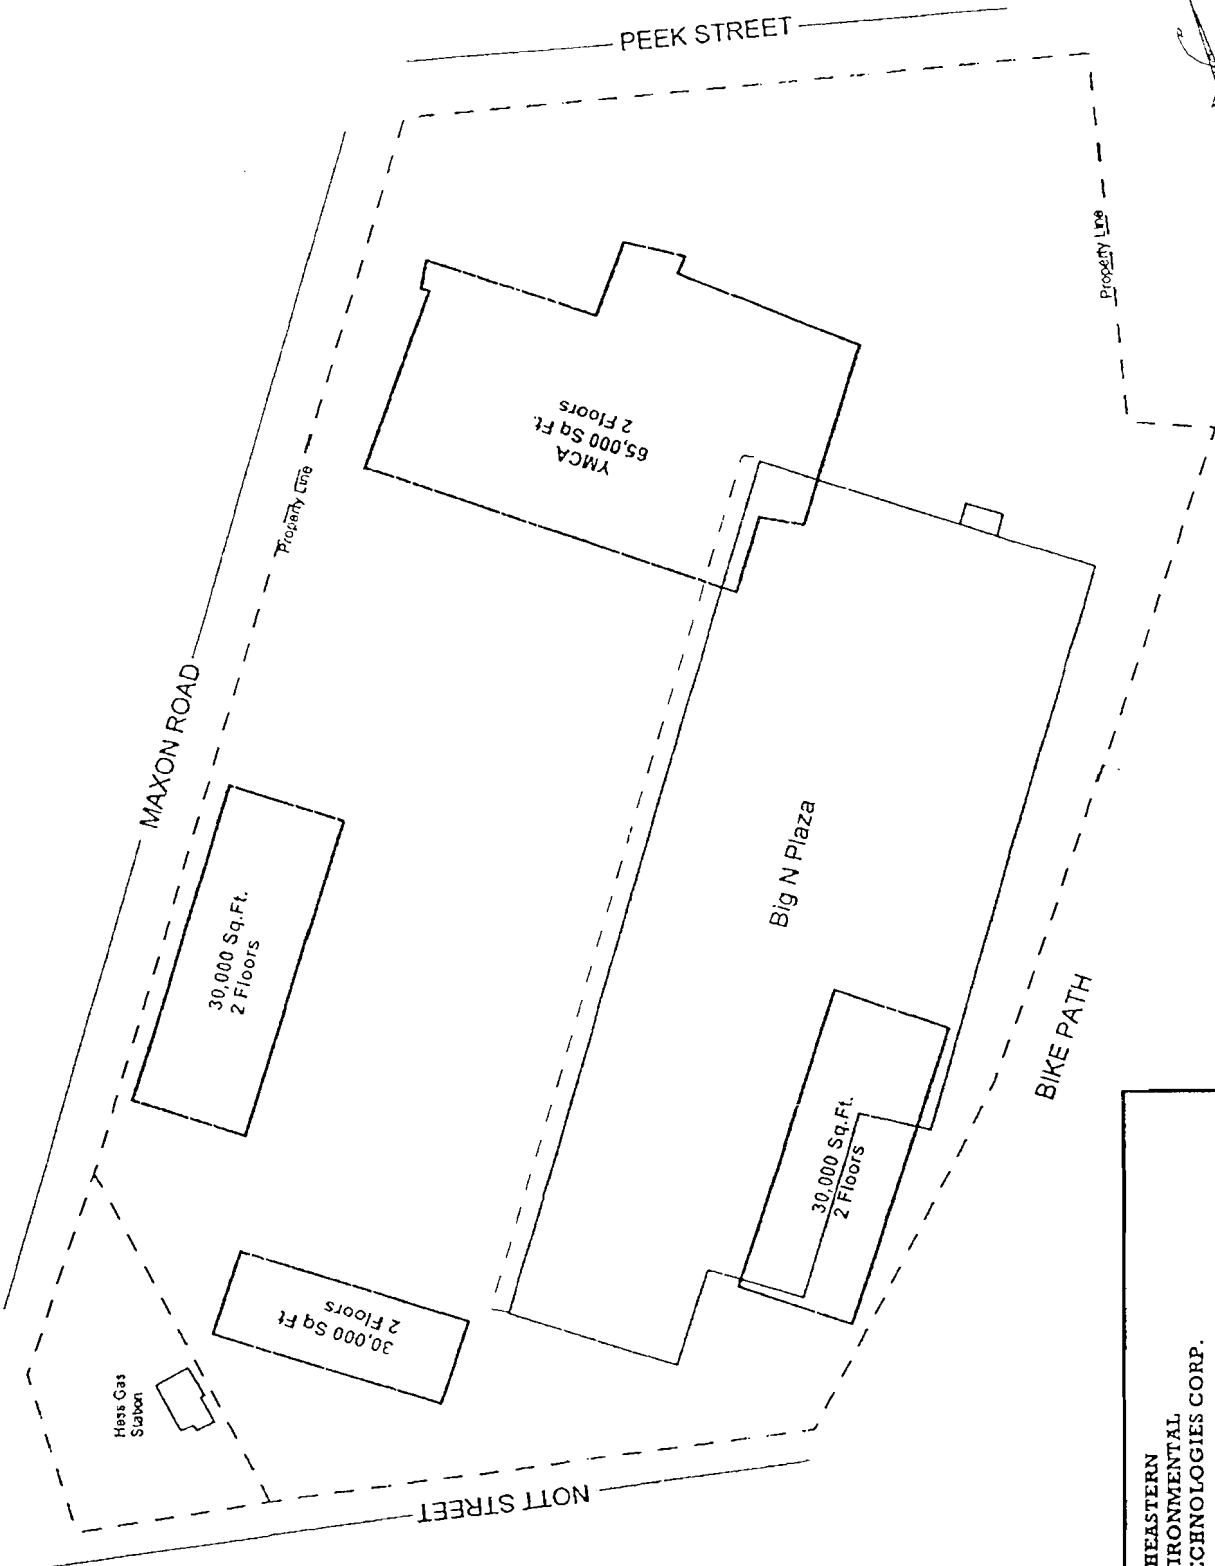 PEEK STREET
Property Line
MAXON ROAD
Property Line
YMCA
65,000 Sq Ft.
2 Floors
Big N Plaza
30,000 Sq.Ft.
2 Floors
30,000 Sq.Ft.
2 Floors
BIKE PATH
30,000 Sq Ft
2 Floors
Hess Gas
Station
NOTT STREET
HEASTERN
IRONMENTAL
CHNOLOGIES CORP.